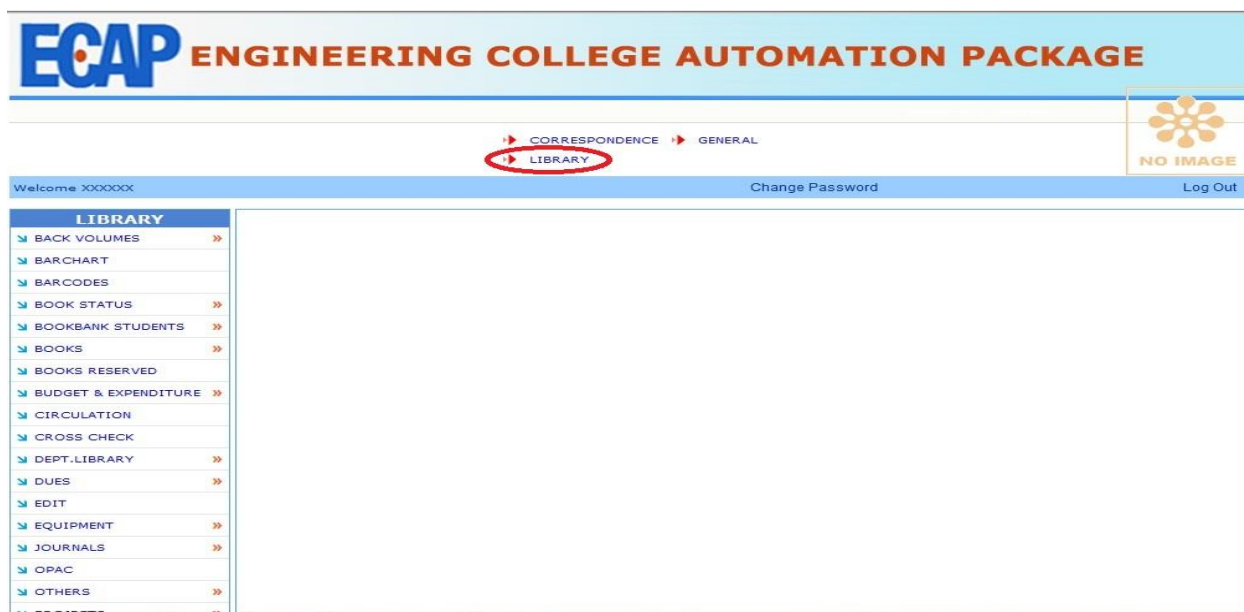 ECAP ENGINEERING COLLEGE AUTOMATION PACKAGE
CORRESPONDENCE GENERAL
LIBRARY
NO IMAGE
Welcome XXXXXX Change Password Log Out
LIBRARY
BACK VOLUMES »
BARCHART
BARCODES
BOOK STATUS »
BOOKBANK STUDENTS »
BOOKS »
BOOKS RESERVED
BUDGET & EXPENDITURE »
CIRCULATION
CROSS CHECK
DEPT.LIBRARY »
DUES »
EDIT
EQUIPMENT »
JOURNALS »
OPAC
OTHERS »